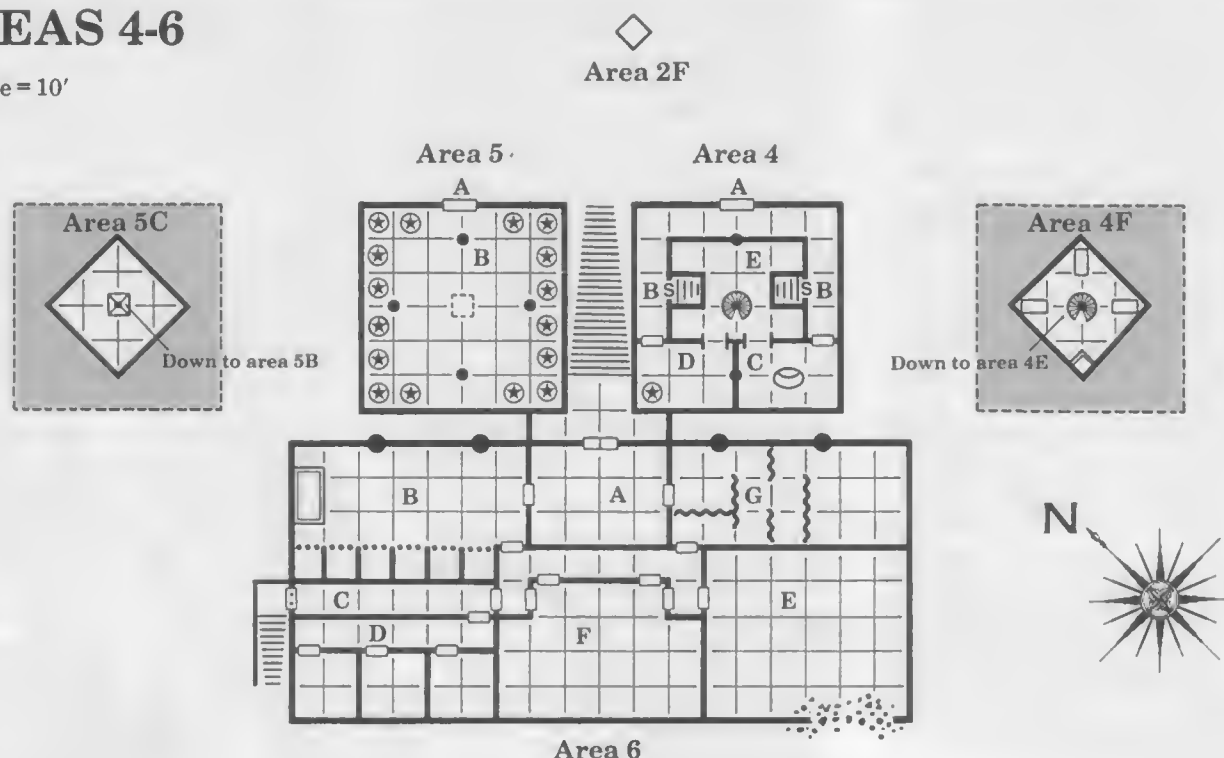 EAS 4-6
e = 10′
Area 2F
Area 5
Area 4
A
A
Area 5C
Area 4F
B
E
B S
S B
D
C
Down to area 5B
Down to area 4E
B
A
G
N
C
E
D
F
Area 6